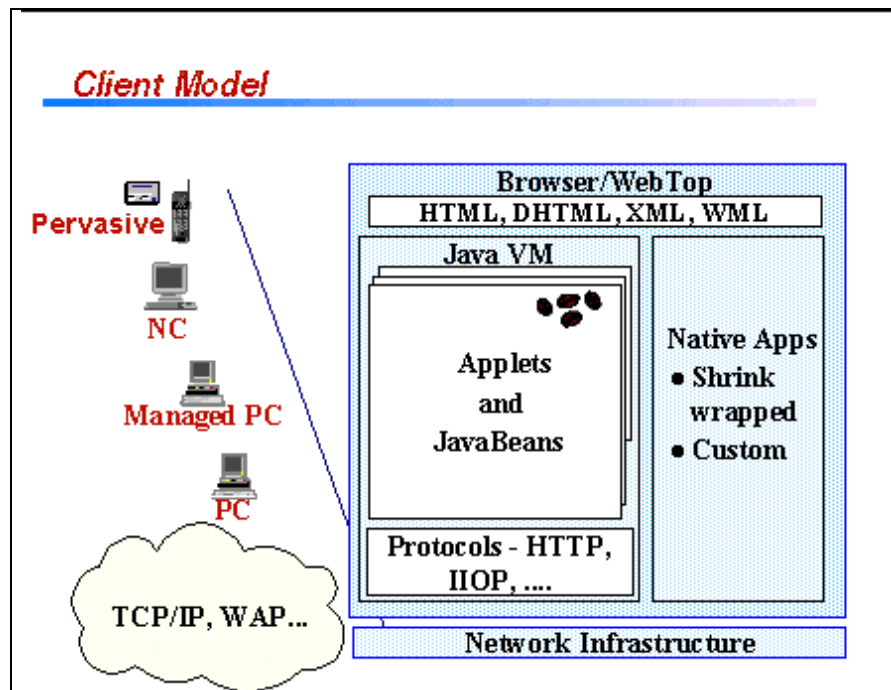 Client Model
Pervasive
NC
Managed PC
PC
TCP/IP, WAP...
Browser/WebTop
HTML, DHTML, XML, WML
Java VM
Applets
and
JavaBeans
Protocols - HTTP,
IIOP, ....
Native Apps
● Shrink
wrapped
● Custom
Network Infrastructure